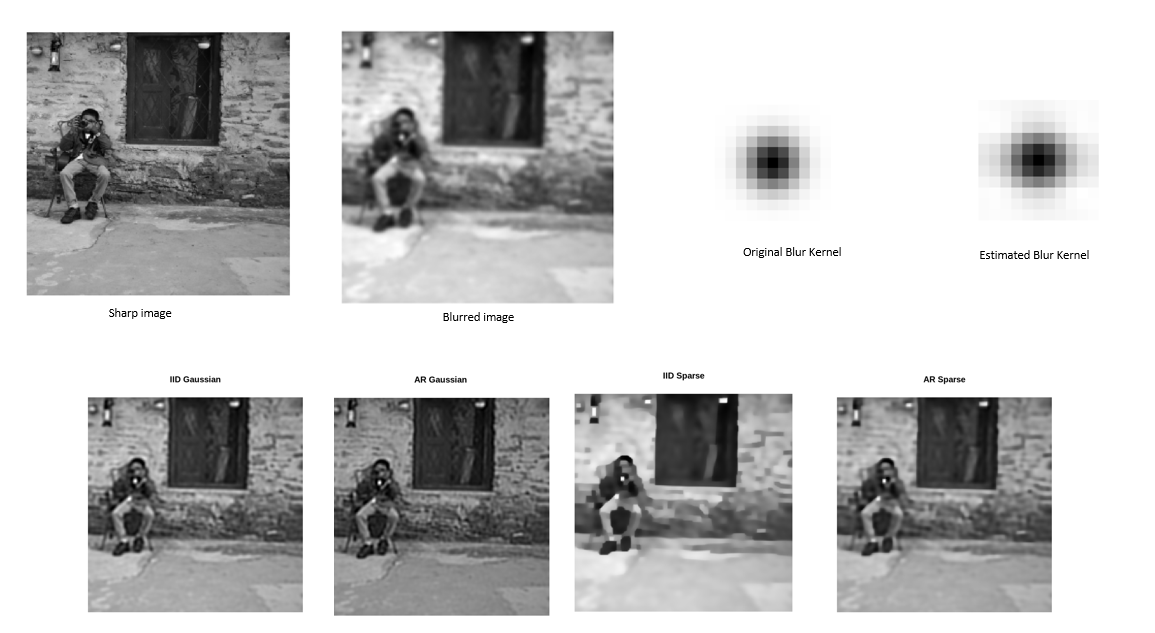 Original Blur Kernel
Estimated Blur Kernel
Sharp image
Blurred image
IID Gaussian
AR Gaussian
IID Sparse
AR Sparse